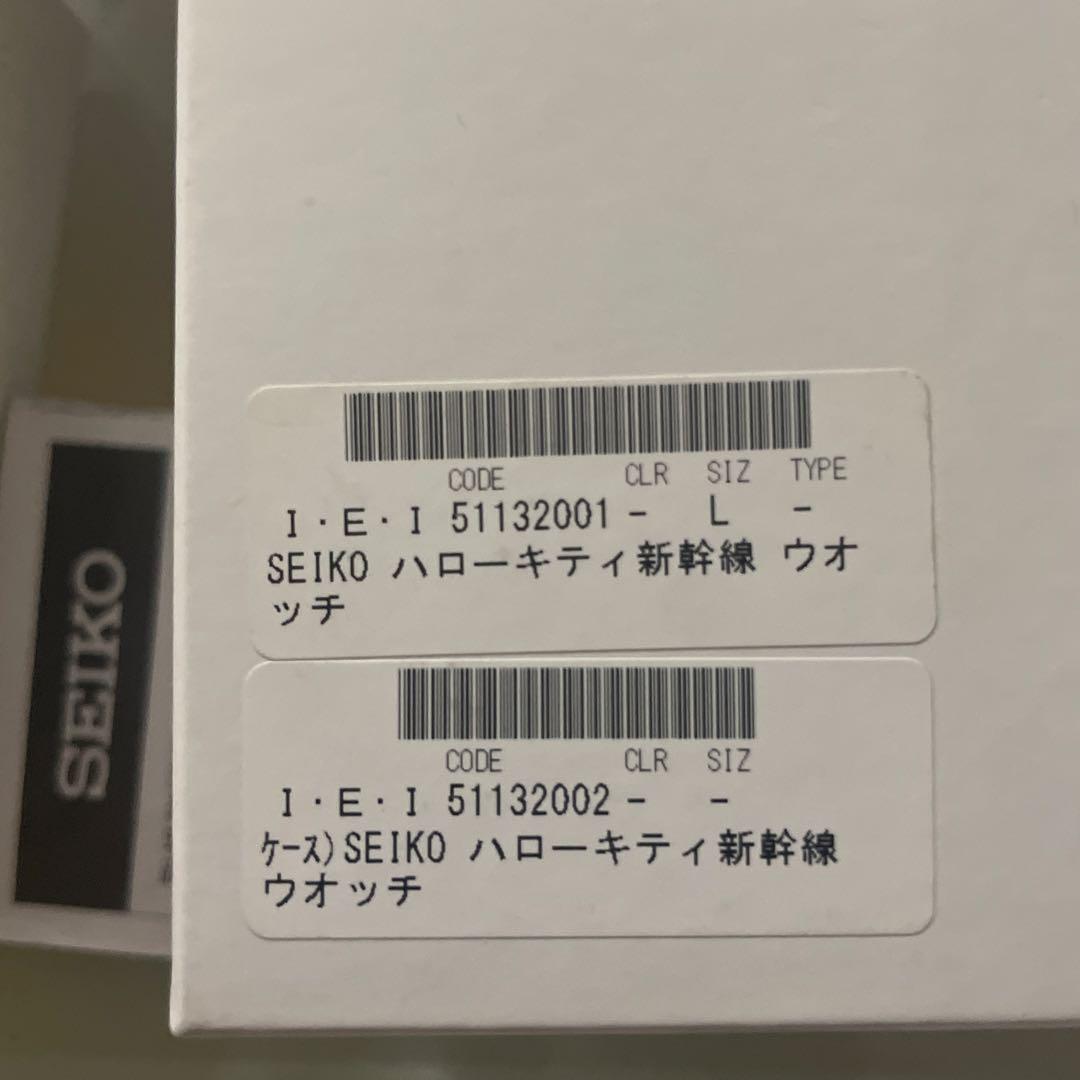 CODE CLR SIZ TYPE
I・E・I 51132001 - L -
SEIKO ハローキティ新幹線 ウオ
ッチ
CODE CLR SIZ
I・E・I 51132002 - -
ケース)SEIKO ハローキティ新幹線
ウオッチ
SEIKO